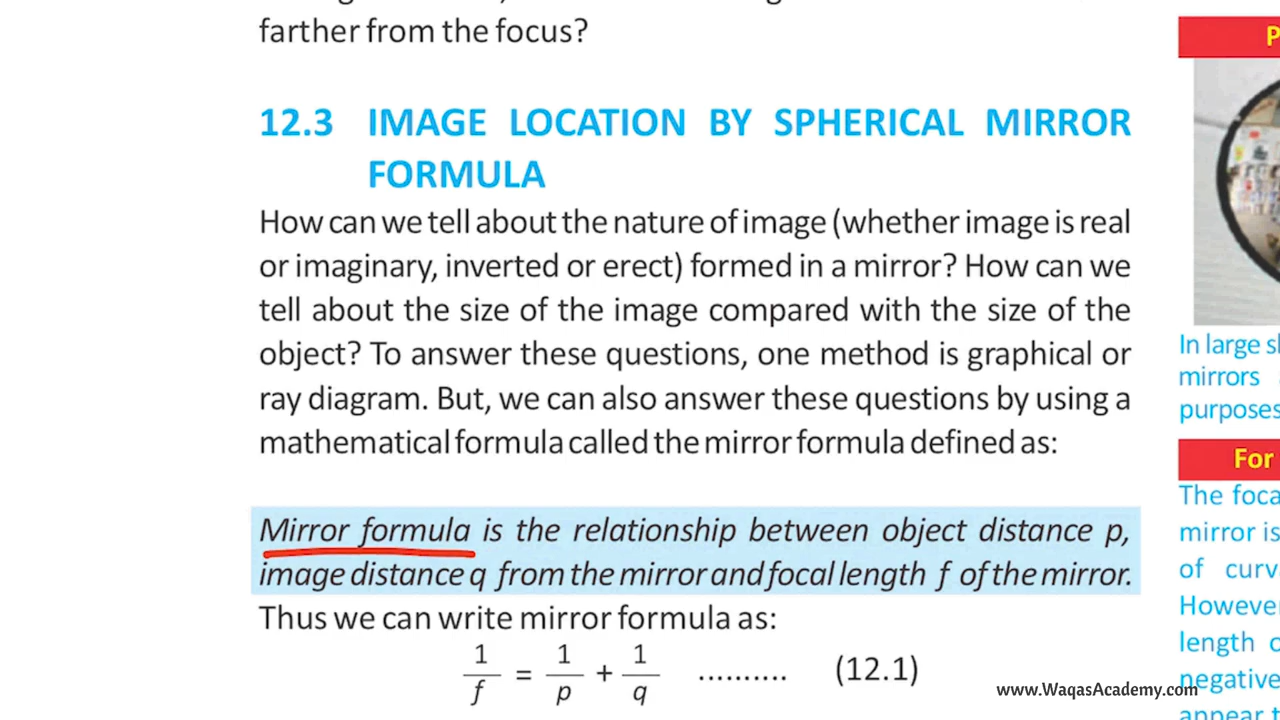 farther from the focus?
12.3 IMAGE LOCATION BY SPHERICAL MIRROR
FORMULA
How can we tell about the nature of image (whether image is real
or imaginary, inverted or erect) formed in a mirror? How can we
tell about the size of the image compared with the size of the
object? To answer these questions, one method is graphical or
ray diagram. But, we can also answer these questions by using a
mathematical formula called the mirror formula defined as:
Mirror formula is the relationship between object distance p,
image distance q from the mirror and focal length f of the mirror.
Thus we can write mirror formula as:
1/f = 1/p + 1/q .......... (12.1)
P
In large
mirrors
purposes
For
The
mirror is
of
However
length
negative
appear
www.WaqasAcademy.com